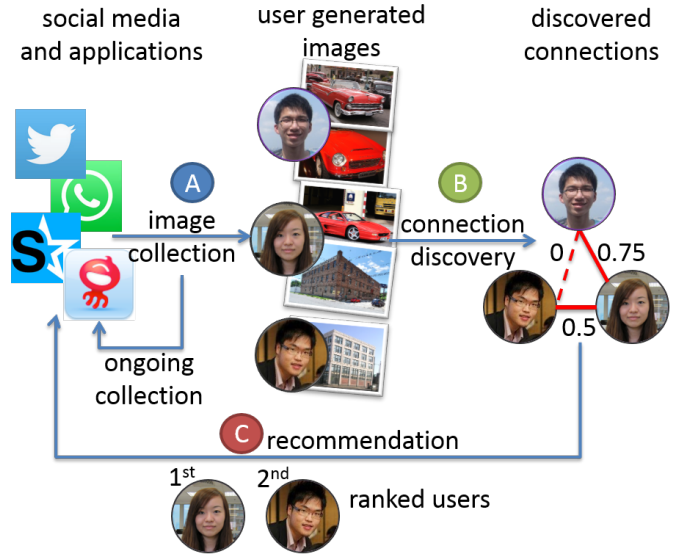 social media
and applications
user generated
images
discovered
connections
A
image
collection
B
connection
discovery
0
0.75
0.5
S
ongoing
collection
C
recommendation
1st
2nd
ranked users